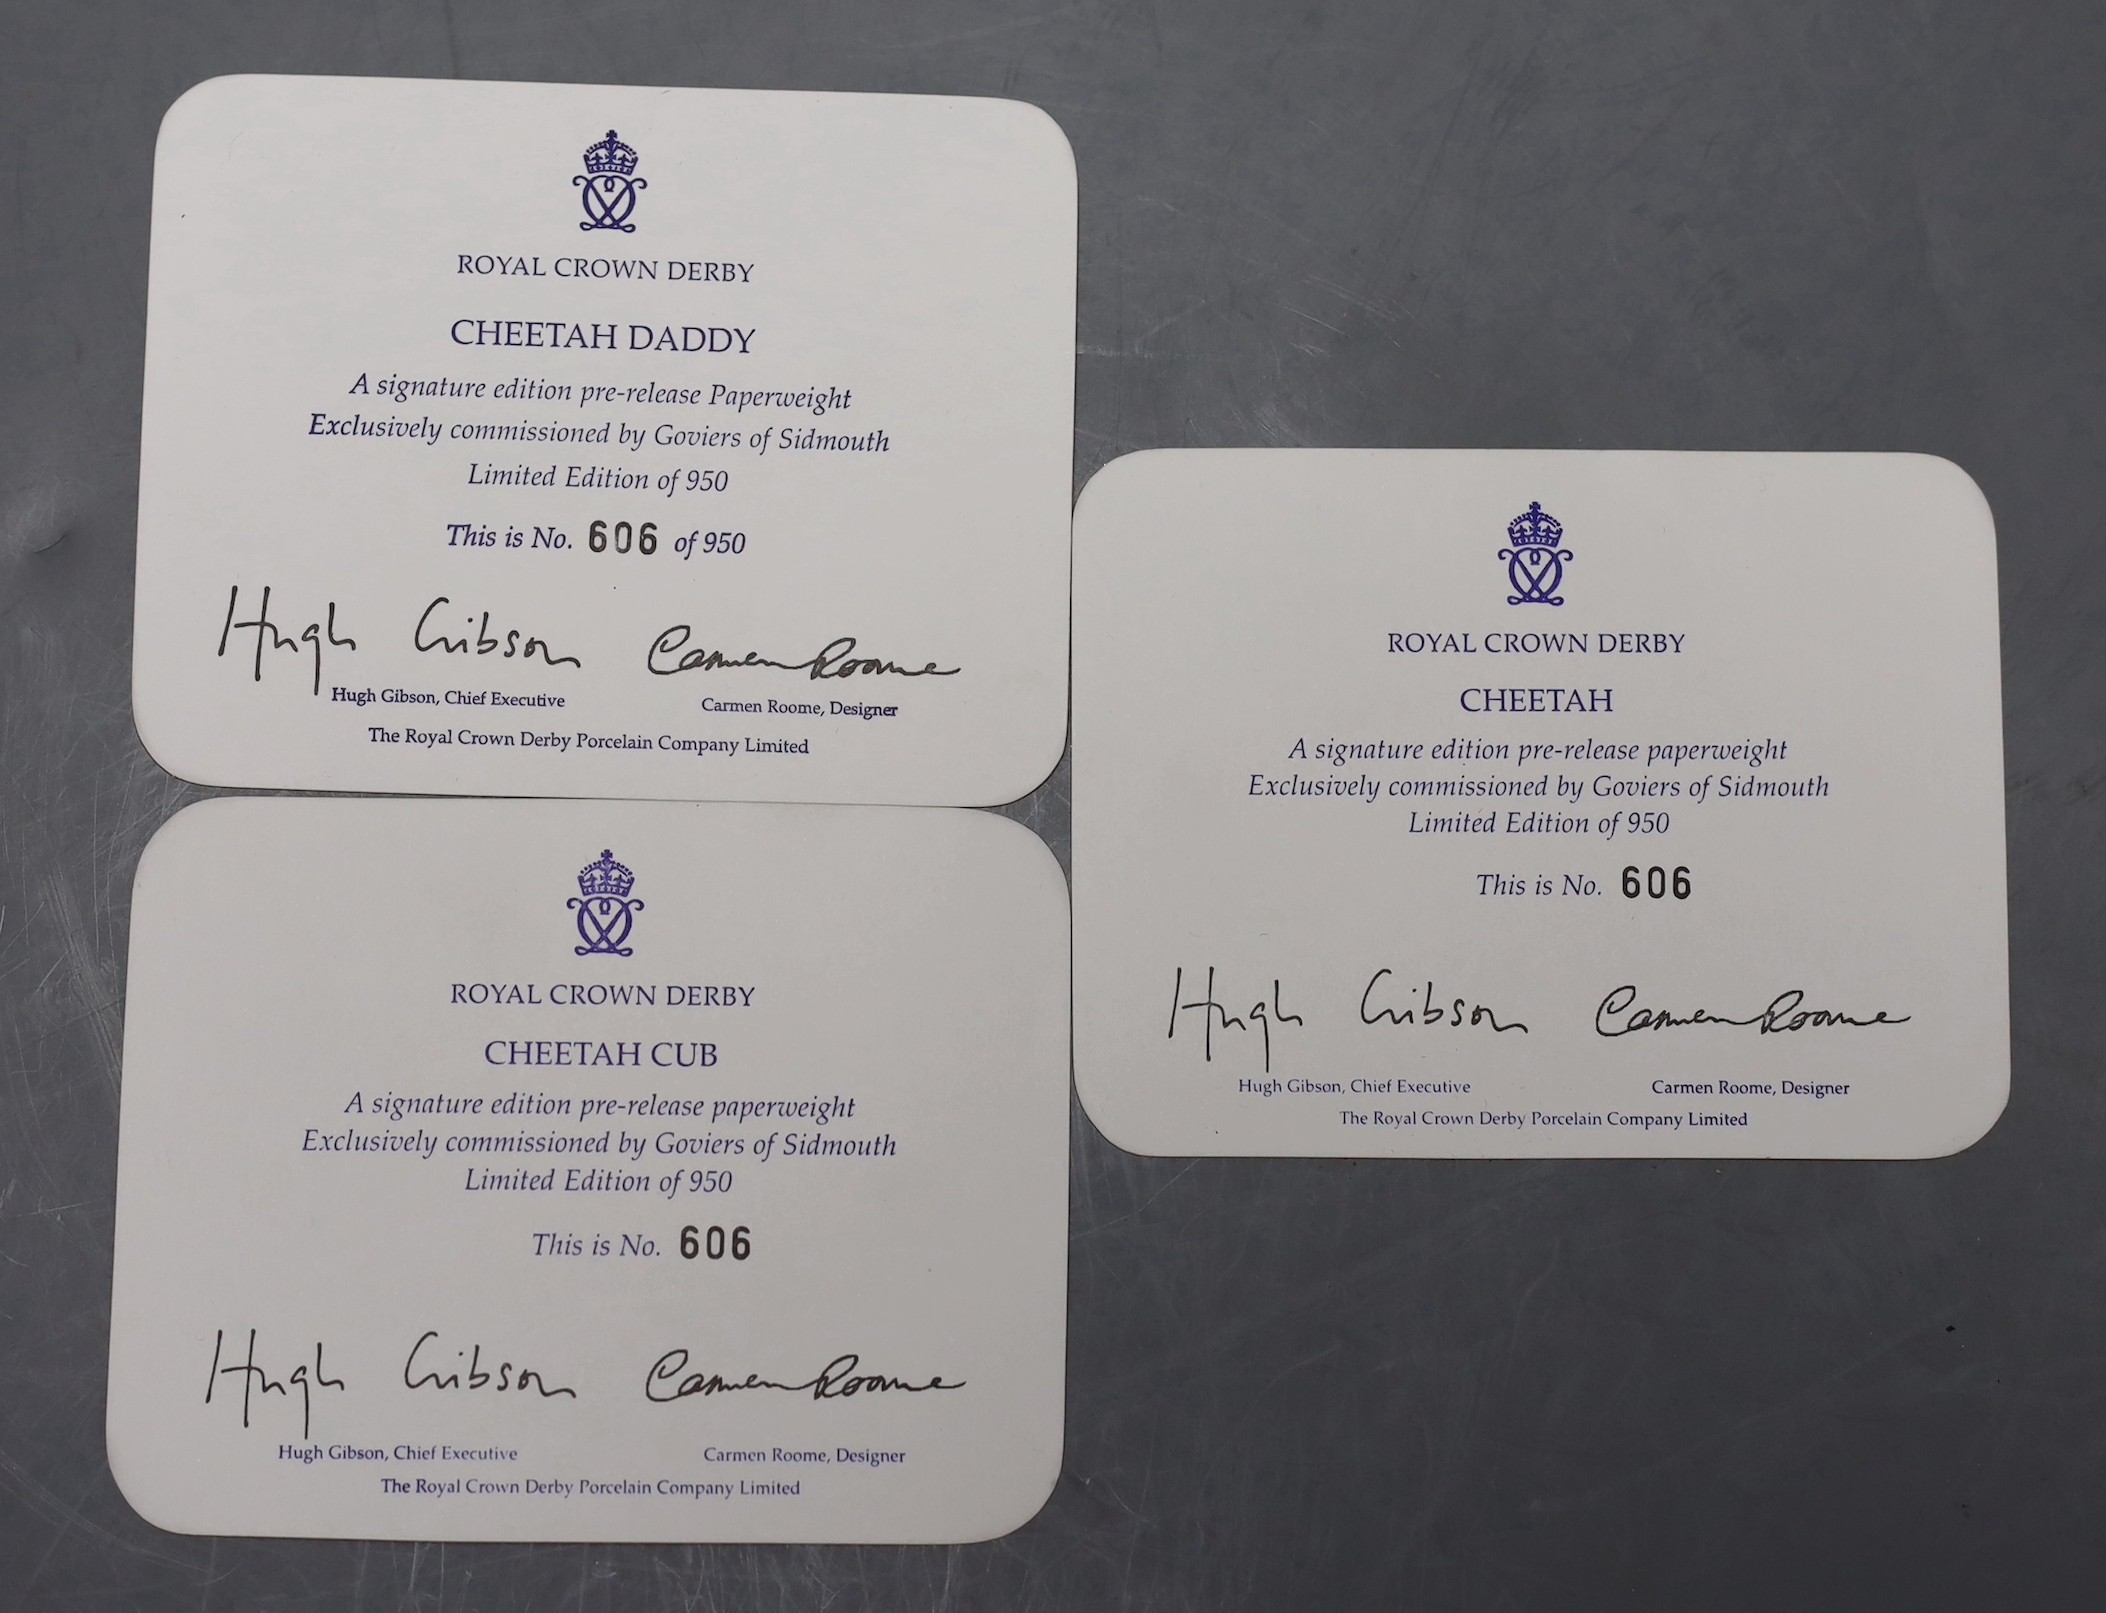 ROYAL CROWN DERBY
CHEETAH DADDY
A signature edition pre-release Paperweight
Exclusively commissioned by Goviers of Sidmouth
Limited Edition of 950
This is No. 606 of 950
Hugh Gibson Carmen Roome
Hugh Gibson, Chief Executive Carmen Roome, Designer
The Royal Crown Derby Porcelain Company Limited
ROYAL CROWN DERBY
CHEETAH CUB
A signature edition pre-release paperweight
Exclusively commissioned by Goviers of Sidmouth
Limited Edition of 950
This is No. 606
Hugh Gibson Carmen Roome
Hugh Gibson, Chief Executive Carmen Roome, Designer
The Royal Crown Derby Porcelain Company Limited
ROYAL CROWN DERBY
CHEETAH
A signature edition pre-release paperweight
Exclusively commissioned by Goviers of Sidmouth
Limited Edition of 950
This is No. 606
Hugh Gibson Carmen Roome
Hugh Gibson, Chief Executive Carmen Roome, Designer
The Royal Crown Derby Porcelain Company Limited